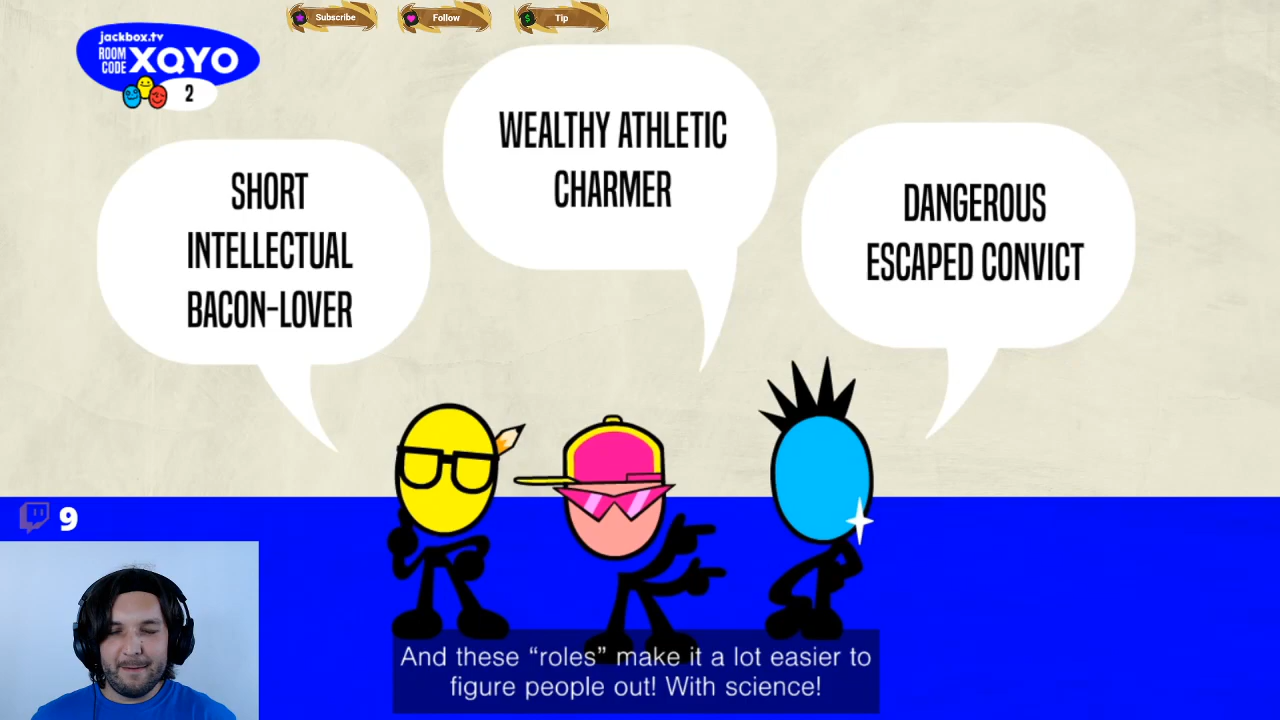 Subscribe
Follow
Tip
jackbox.tv
ROOM
CODE
XQYO
2
WEALTHY ATHLETIC
CHARMER
SHORT
INTELLECTUAL
BACON-LOVER
DANGEROUS
ESCAPED CONVICT
9
And these “roles” make it a lot easier to
figure people out! With science!